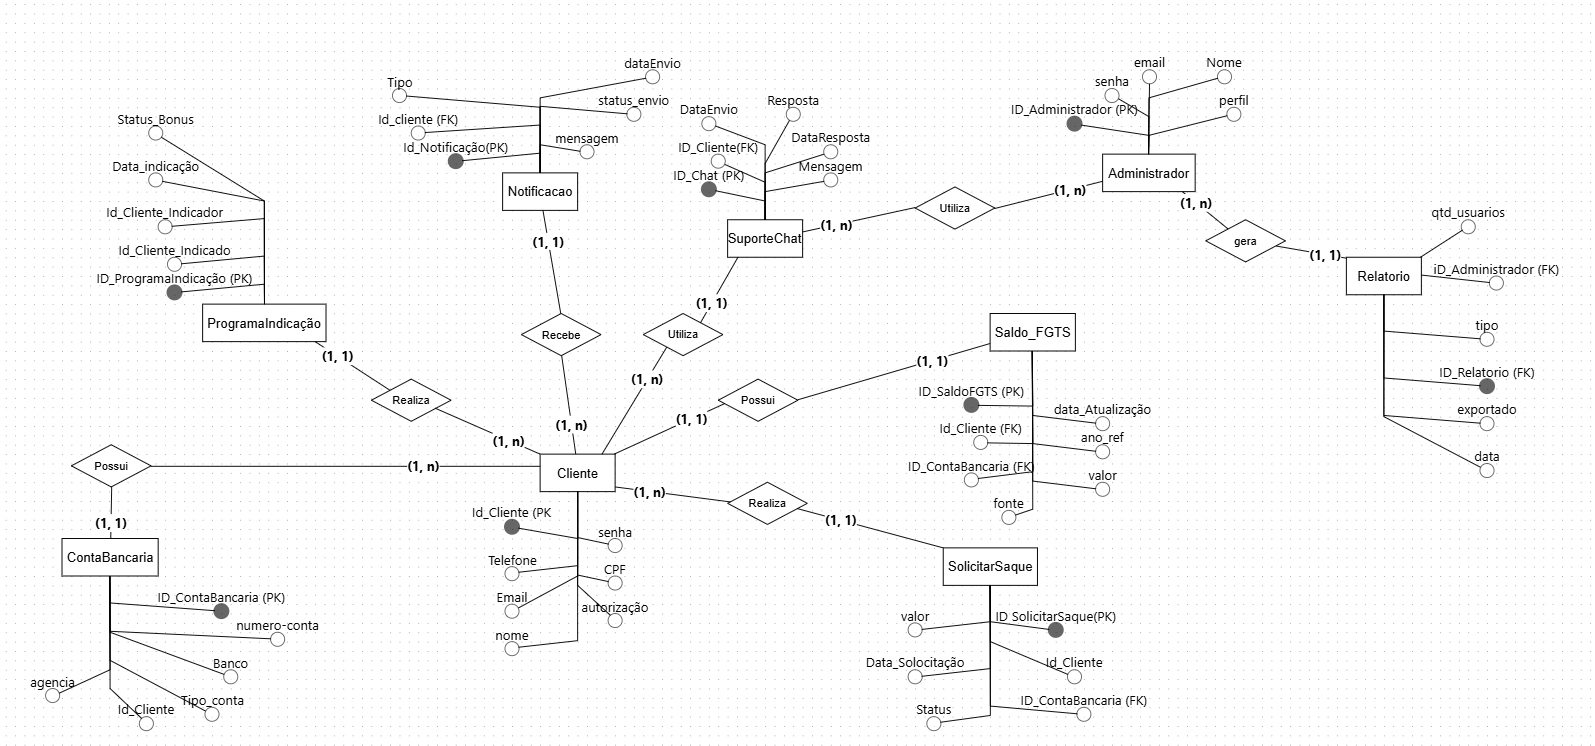 dataEnvio
Tipo
status_envio
Id_cliente (FK)
mensagem
Id_Notificação(PK)
Notificacao
(1, 1)
Recebe
(1, n)
Status_Bonus
Data_indicação
Id_Cliente_Indicador
Id_Cliente_Indicado
ID_ProgramaIndicação (PK)
ProgramaIndicação
(1, 1)
Realiza
(1, n)
DataEnvio
Resposta
ID_Cliente(FK)
DataResposta
ID_Chat (PK)
Mensagem
SuporteChat
(1, n)
Utiliza
(1, n)
(1, 1)
Utiliza
(1, n)
email
Nome
senha
ID_Administrador (PK)
perfil
Administrador
(1, n)
gera
(1, 1)
qtd_usuarios
iD_Administrador (FK)
Relatorio
tipo
ID_Relatorio (FK)
exportado
data
Saldo_FGTS
(1, 1)
Possui
(1, 1)
ID_SaldoFGTS (PK)
data_Atualização
Id_Cliente (FK)
ano_ref
ID_ContaBancaria (FK)
valor
fonte
Possui
(1, n)
(1, 1)
Cliente
(1, n)
Realiza
(1, 1)
Id_Cliente (PK
senha
Telefone
CPF
Email
autorização
nome
ContaBancaria
ID_ContaBancaria (PK)
numero-conta
Banco
agencia
Tipo_conta
Id_Cliente
SolicitarSaque
valor
ID SolicitarSaque(PK)
Data_Solocitação
Id_Cliente
ID_ContaBancaria (FK)
Status